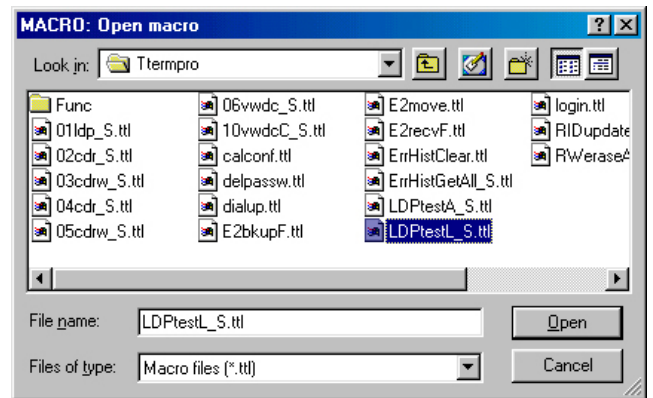 MACRO: Open macro
Look in: Ttermpro
Func 06vwdc_S.ttl E2move.ttl login.ttl
01ldp_S.ttl 10vwdcC_S.ttl E2recvF.ttl RIDupdate
02cdr_S.ttl calconf.ttl ErrHistClear.ttl RWeraseA
03cdrw_S.ttl delpassw.ttl ErrHistGetAll_S.ttl
04cdr_S.ttl dialup.ttl LDPtestA_S.ttl
05cdrw_S.ttl E2bkupF.ttl LDPtestL_S.ttl
File name: LDPtestL_S.ttl Open
Files of type: Macro files (*.ttl) Cancel